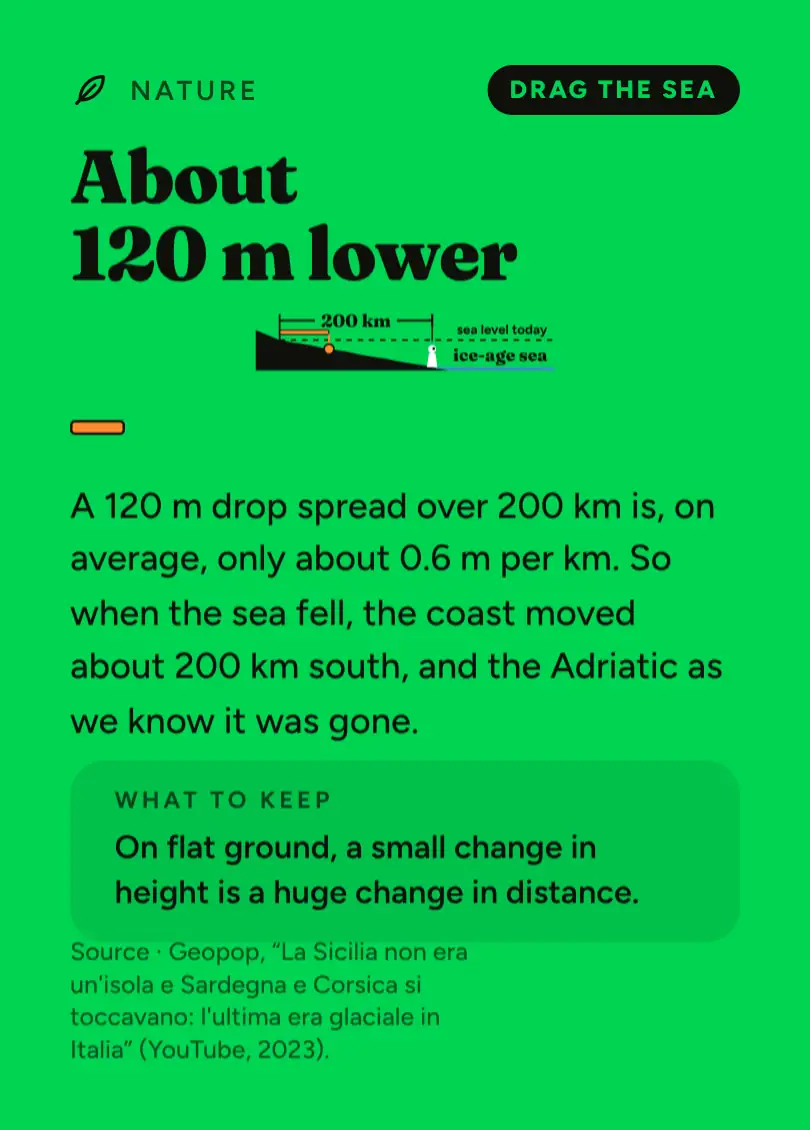 NATURE
DRAG THE SEA
About
120 m lower
200 km
sea level today
ice-age sea
A 120 m drop spread over 200 km is, on
average, only about 0.6 m per km. So
when the sea fell, the coast moved
about 200 km south, and the Adriatic as
we know it was gone.
WHAT TO KEEP
On flat ground, a small change in
height is a huge change in distance.
Source · Geopop, “La Sicilia non era
un'isola e Sardegna e Corsica si
toccavano: l'ultima era glaciale in
Italia” (YouTube, 2023).